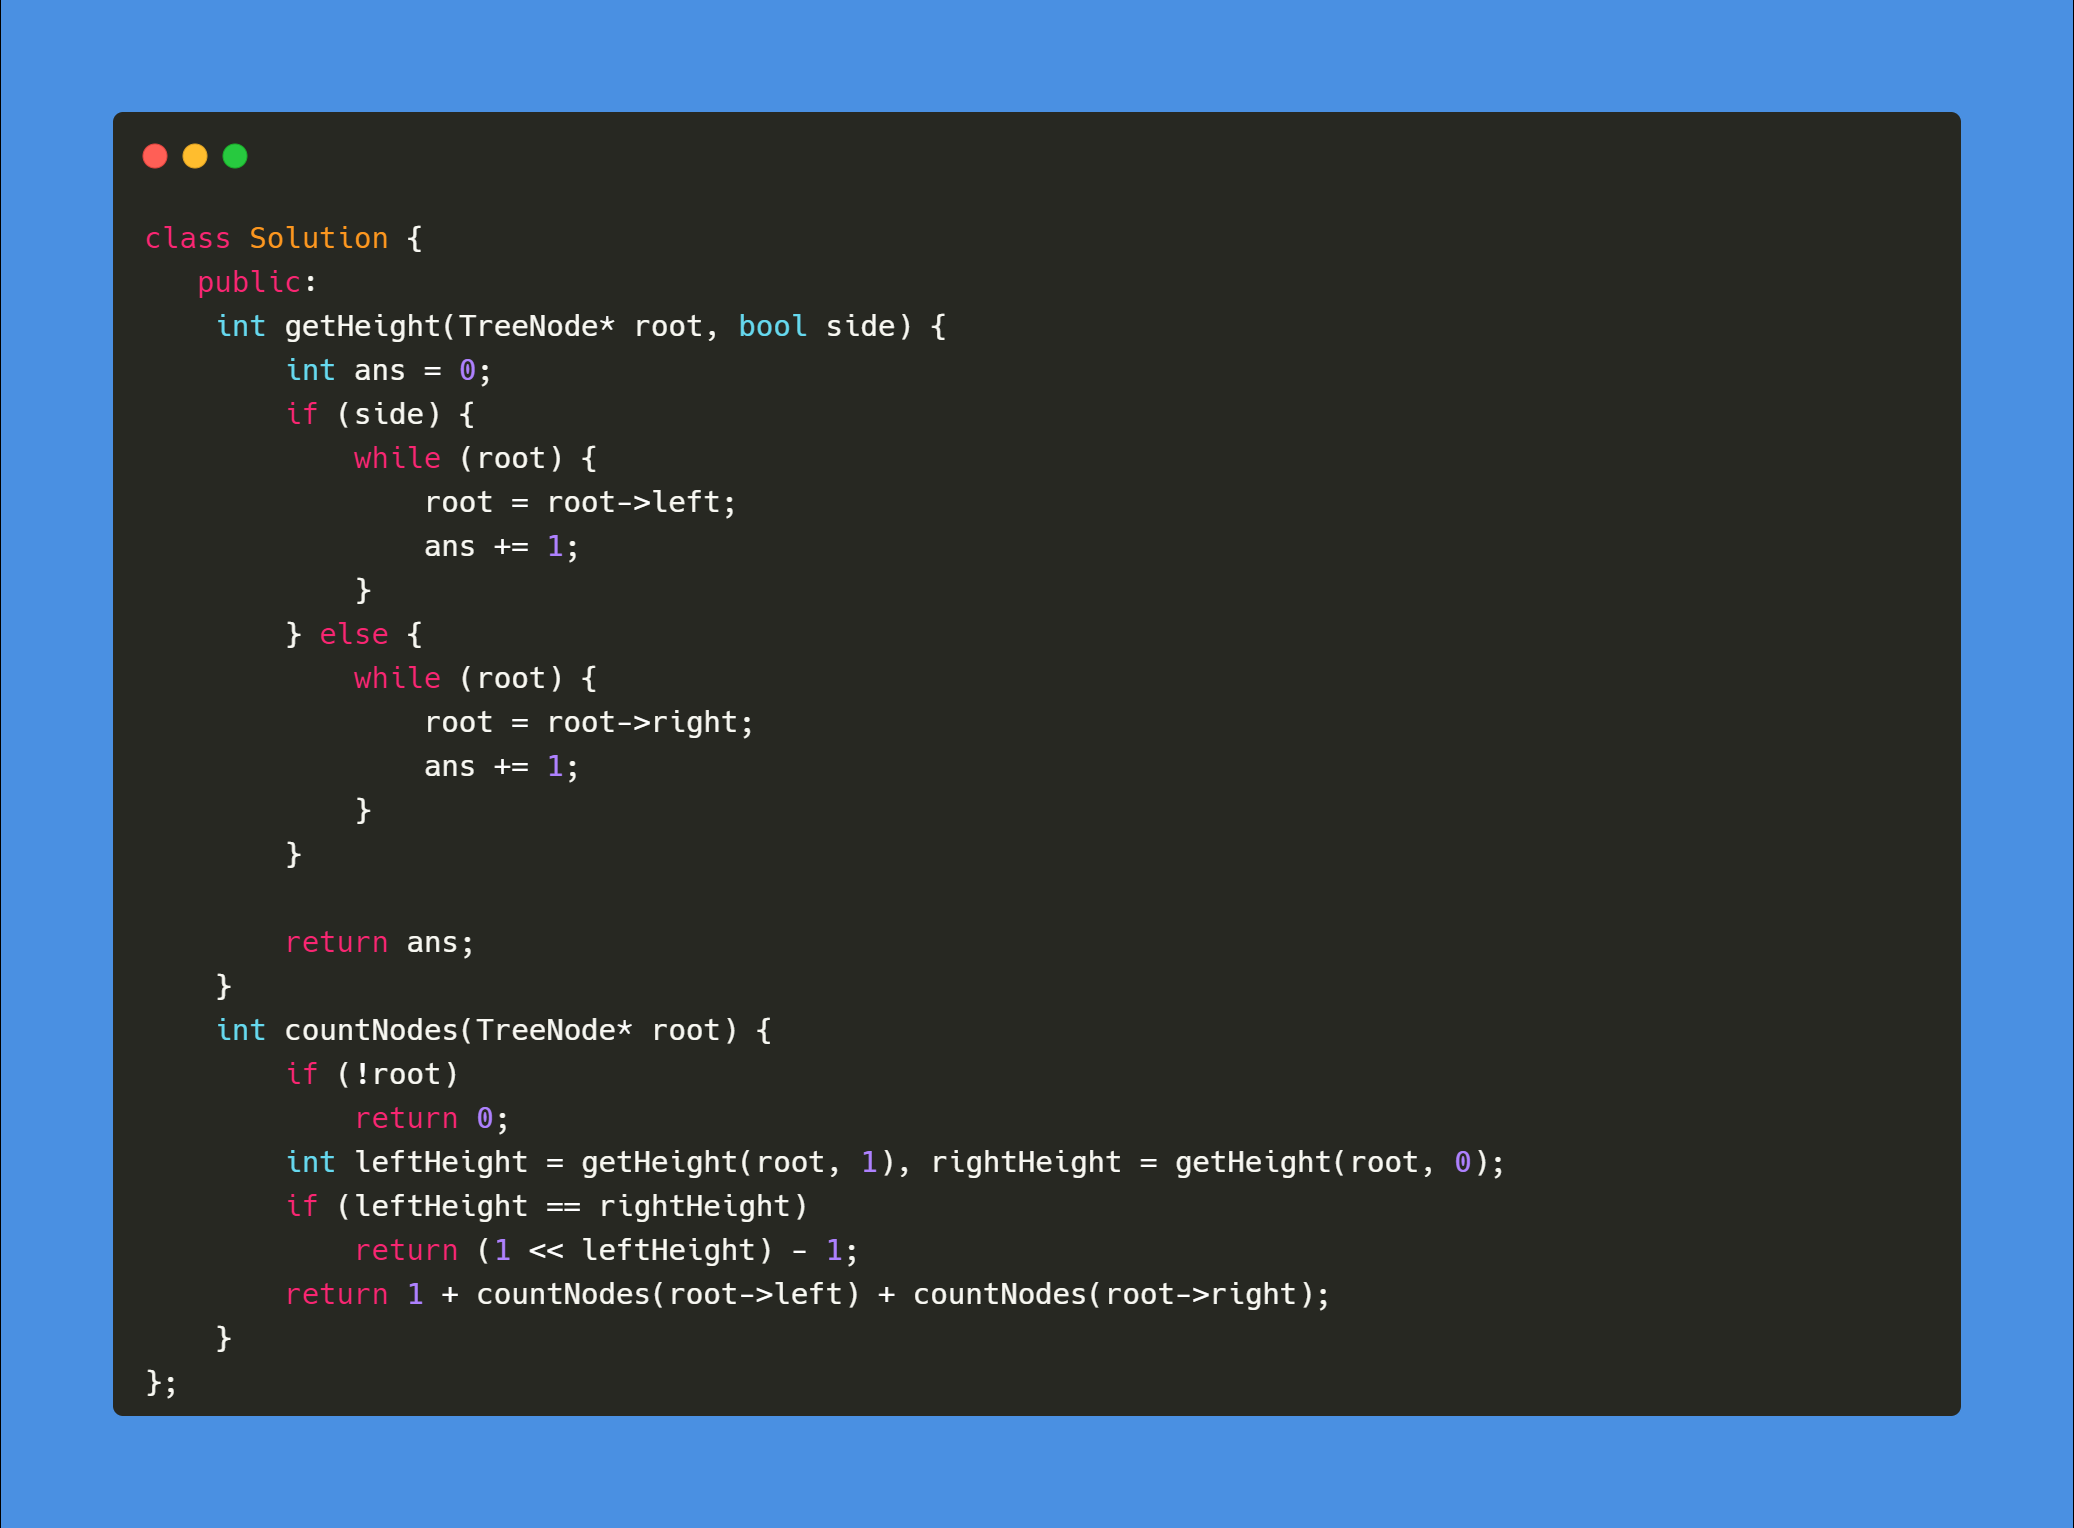 class Solution {
   public:
    int getHeight(TreeNode* root, bool side) {
        int ans = 0;
        if (side) {
            while (root) {
                root = root->left;
                ans += 1;
            }
        } else {
            while (root) {
                root = root->right;
                ans += 1;
            }
        }

        return ans;
    }
    int countNodes(TreeNode* root) {
        if (!root)
            return 0;
        int leftHeight = getHeight(root, 1), rightHeight = getHeight(root, 0);
        if (leftHeight == rightHeight)
            return (1 << leftHeight) - 1;
        return 1 + countNodes(root->left) + countNodes(root->right);
    }
};